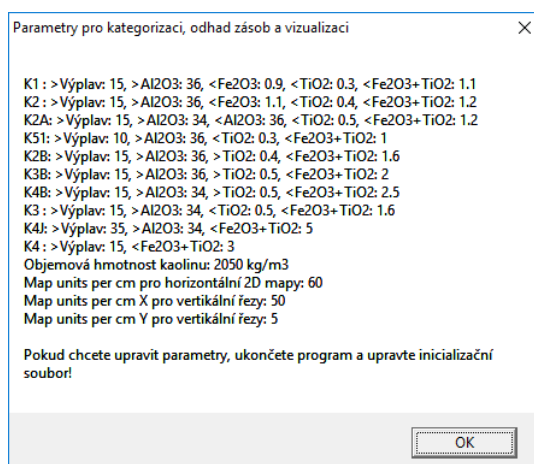 Parametry pro kategorizaci, odhad zásob a vizualizaci
K1 : >Výplav: 15, >Al2O3: 36, <Fe2O3: 0.9, <TiO2: 0.3, <Fe2O3+TiO2: 1.1
K2 : >Výplav: 15, >Al2O3: 36, <Fe2O3: 1.1, <TiO2: 0.4, <Fe2O3+TiO2: 1.2
K2A: >Výplav: 15, >Al2O3: 34, <Al2O3: 36, <TiO2: 0.5, <Fe2O3+TiO2: 1.2
K51: >Výplav: 10, >Al2O3: 36, <TiO2: 0.3, <Fe2O3+TiO2: 1
K2B: >Výplav: 15, >Al2O3: 36, >TiO2: 0.4, <Fe2O3+TiO2: 1.6
K3B: >Výplav: 15, >Al2O3: 36, >TiO2: 0.5, <Fe2O3+TiO2: 2
K4B: >Výplav: 15, >Al2O3: 34, >TiO2: 0.5, <Fe2O3+TiO2: 2.5
K3 : >Výplav: 15, >Al2O3: 34, <TiO2: 0.5, <Fe2O3+TiO2: 1.6
K4J: >Výplav: 35, >Al2O3: 34, <Fe2O3+TiO2: 5
K4 : >Výplav: 15, <Fe2O3+TiO2: 3
Objemová hmotnost kaolinu: 2050 kg/m3
Map units per cm pro horizontální 2D mapy: 60
Map units per cm X pro vertikální řezy: 50
Map units per cm Y pro vertikální řezy: 5
Pokud chcete upravit parametry, ukončete program a upravte inicializační
soubor!
OK